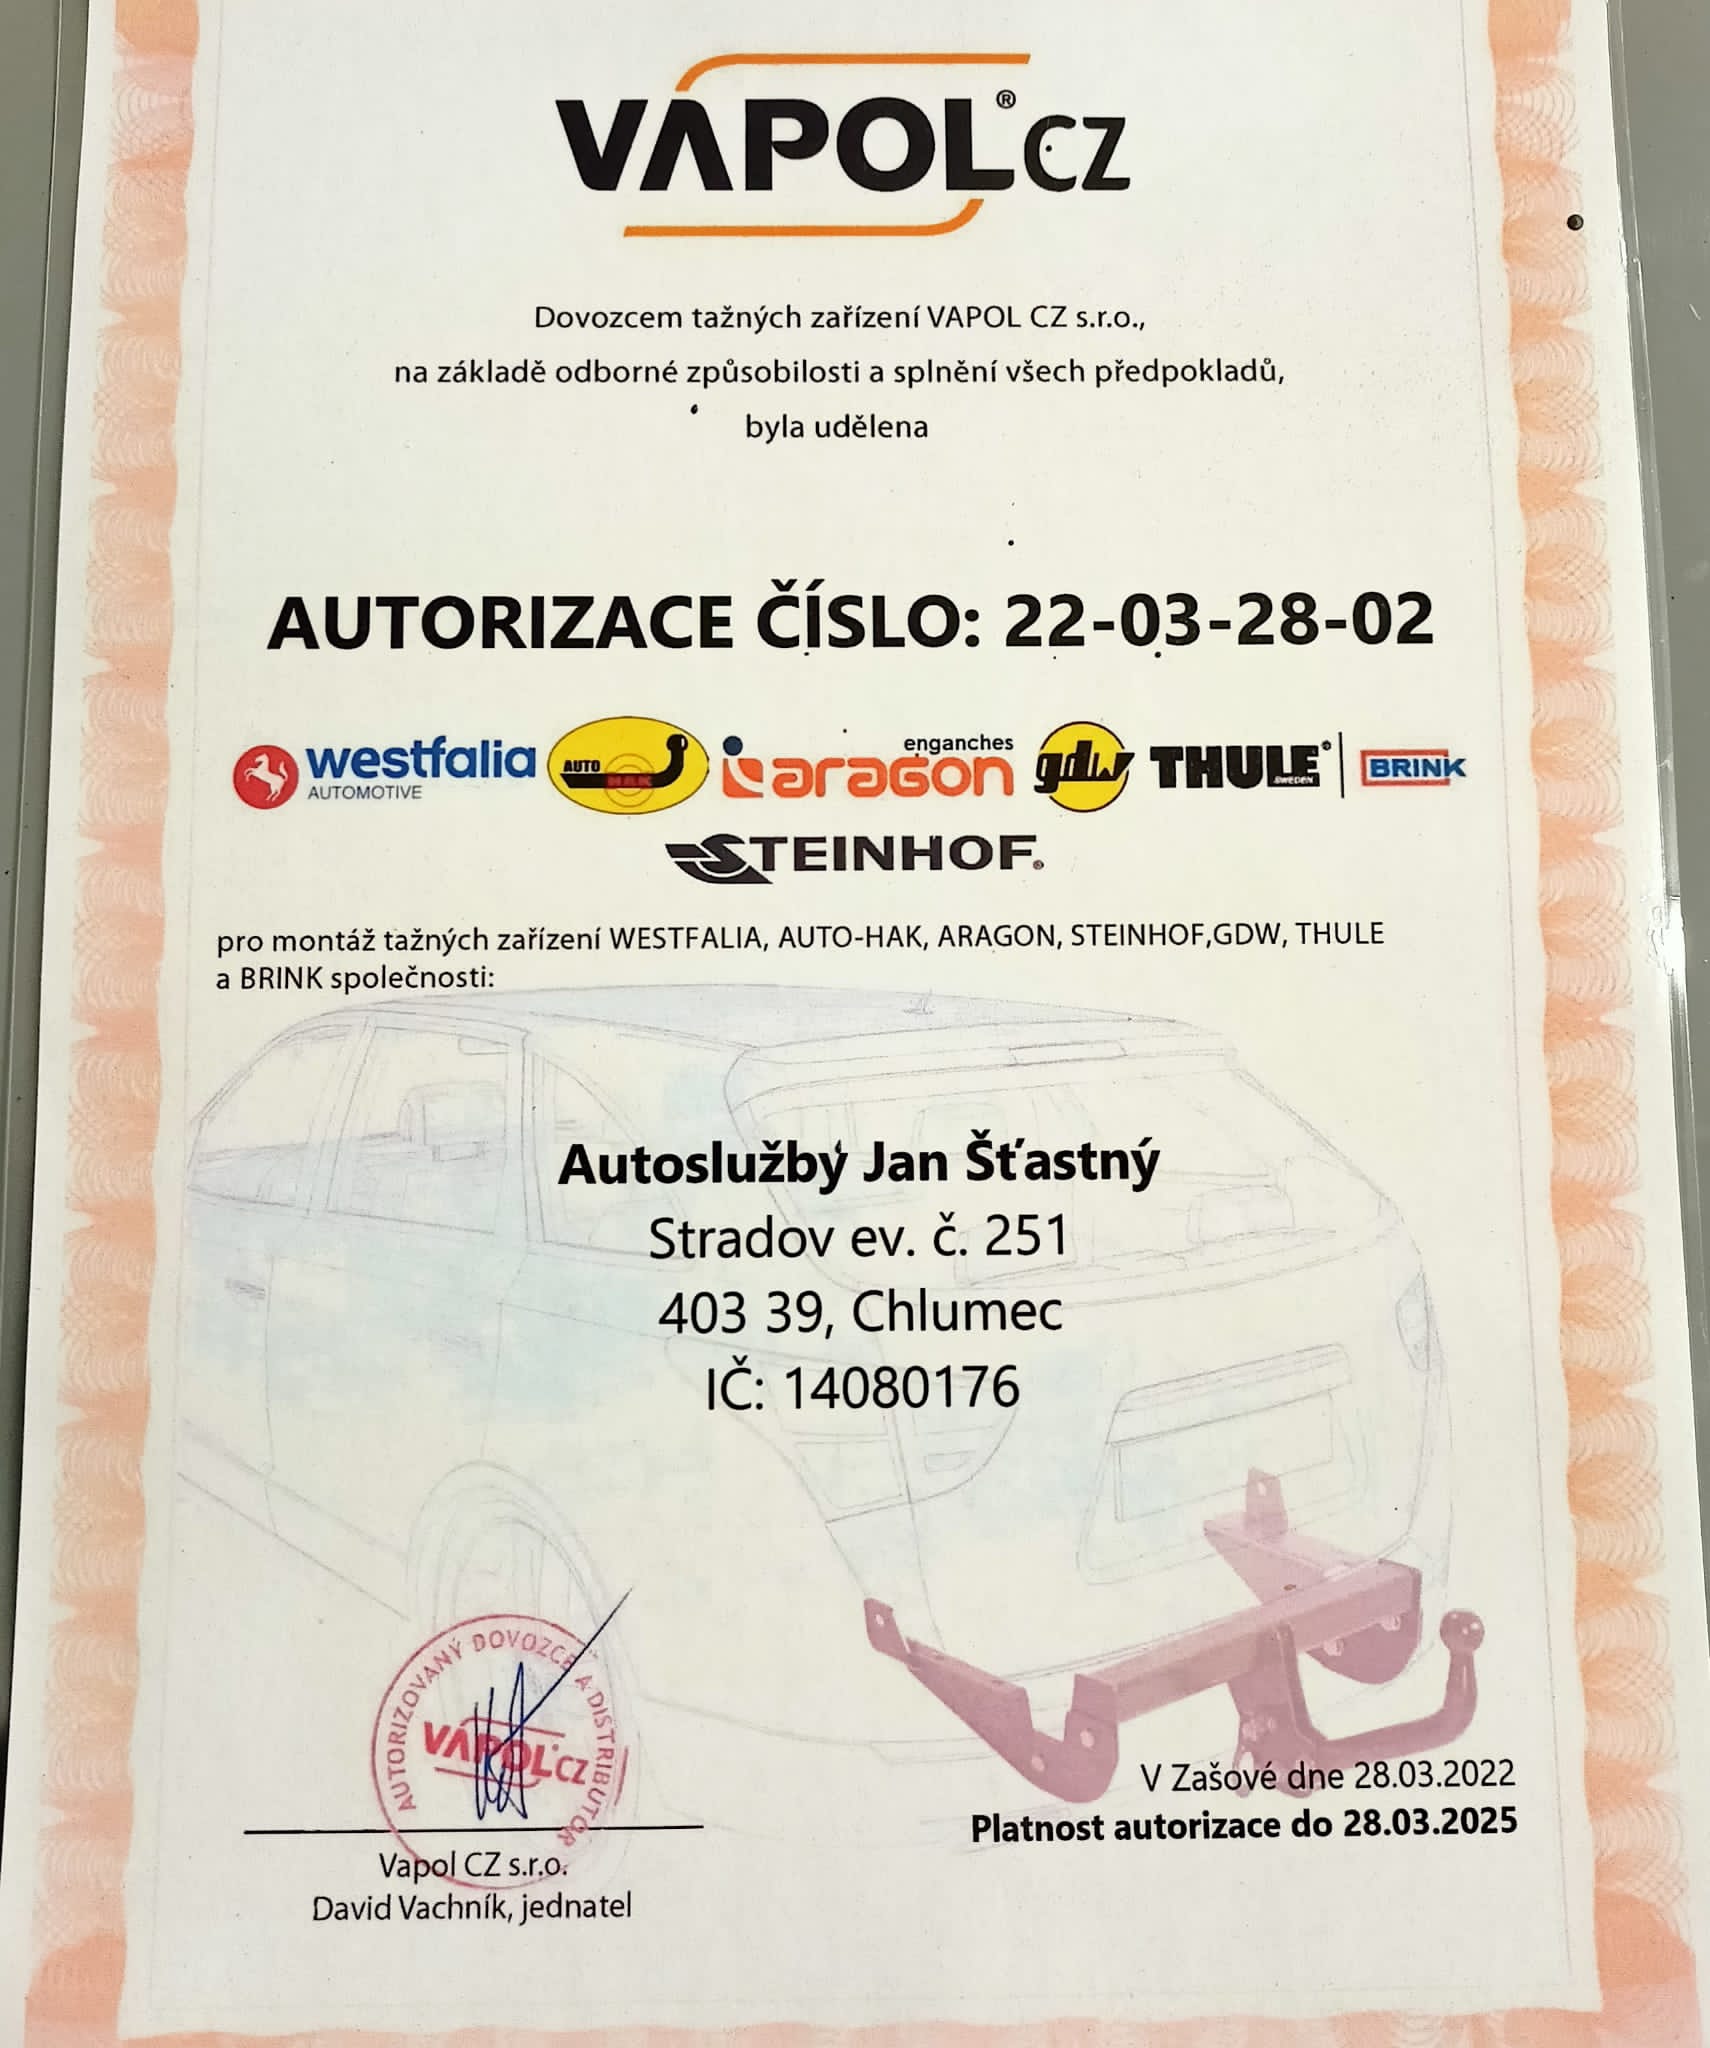 VAPOL® CZ
Dovozcem tažných zařízení VAPOL CZ s.r.o.,
na základě odborné způsobilosti a splnění všech předpokladů,
byla udělena
AUTORIZACE ČÍSLO: 22-03-28-02
westfalia
AUTOMOTIVE
AUTO
HAK
enganches
aragon
gdw
THULE®
SWEDEN
BRINK
STEINHOF®
pro montáž tažných zařízení WESTFALIA, AUTO-HAK, ARAGON, STEINHOF,GDW, THULE
a BRINK společnosti:
Autoslužby Jan Šťastný
Stradov ev. č. 251
403 39, Chlumec
IČ: 14080176
AUTORIZOVANÝ DOVOZCE A DISTRIBUTOR
VAPOL CZ
V Zašové dne 28.03.2022
Platnost autorizace do 28.03.2025
Vapol CZ s.r.o.
David Vachník, jednatel